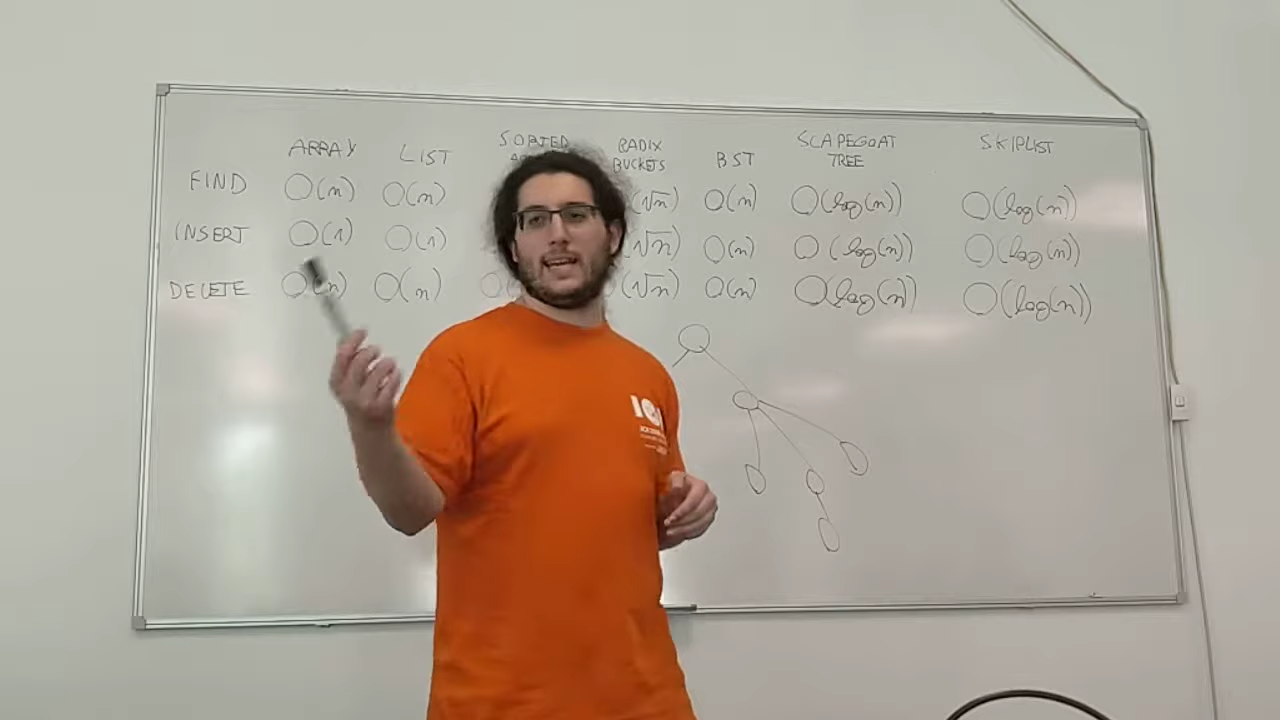 ARRAY LIST SORTED RADIX BUCKETS BST SCAPEGOAT TREE SKIPLIST
FIND O(n) O(n) (√n) O(n) O(log(n)) O(log(n))
INSERT O(1) O(1) (√n) O(n) O(log(n)) O(log(n))
DELETE O(n) O(n) (√n) O(n) O(log(n)) O(log(n))